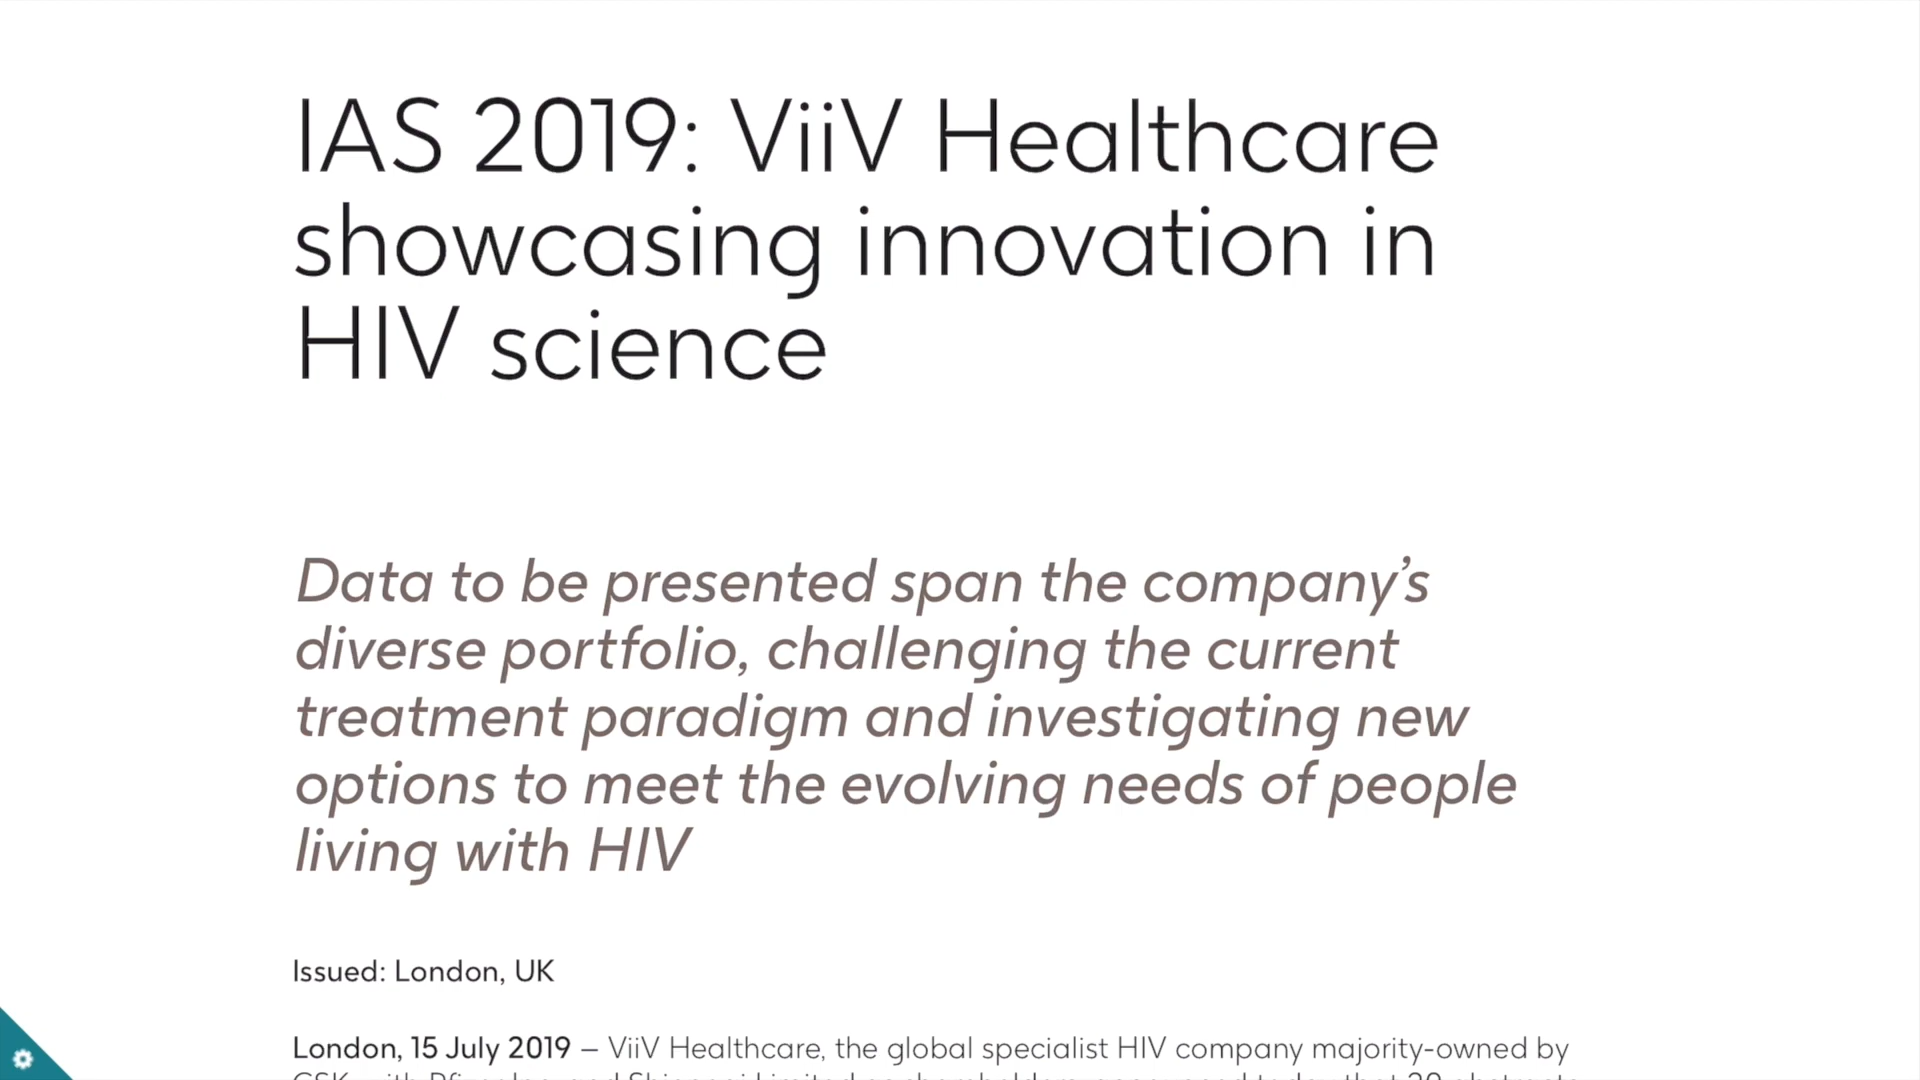 IAS 2019: ViiV Healthcare
showcasing innovation in
HIV science
Data to be presented span the company’s
diverse portfolio, challenging the current
treatment paradigm and investigating new
options to meet the evolving needs of people
living with HIV
Issued: London, UK
London, 15 July 2019 – ViiV Healthcare, the global specialist HIV company majority-owned by